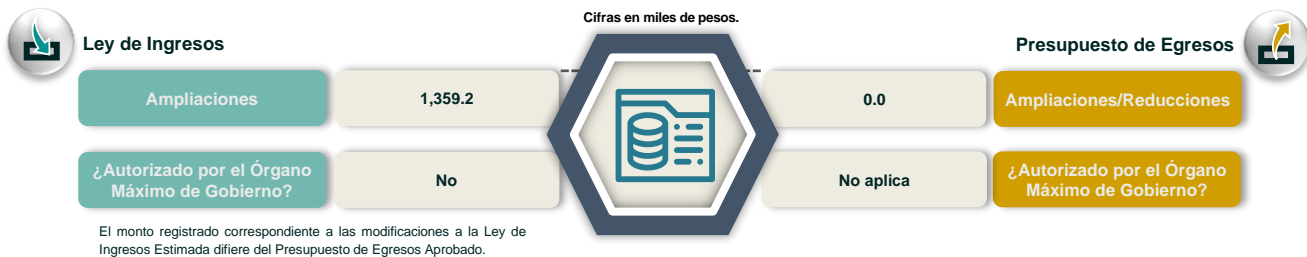 Cifras en miles de pesos.
Ley de Ingresos
Presupuesto de Egresos
Ampliaciones
1,359.2
0.0
Ampliaciones/Reducciones
¿Autorizado por el Órgano
Máximo de Gobierno?
No
No aplica
¿Autorizado por el Órgano
Máximo de Gobierno?
El monto registrado correspondiente a las modificaciones a la Ley de
Ingresos Estimada difiere del Presupuesto de Egresos Aprobado.